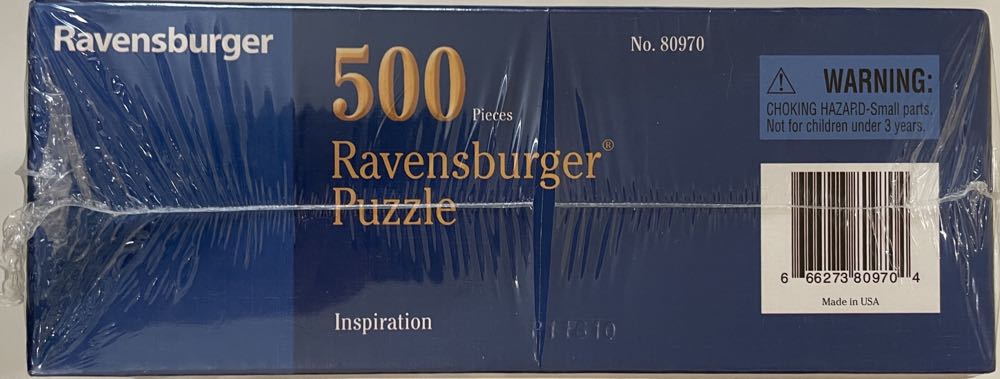 Ravensburger
500
Pieces
Ravensburger®
Puzzle
Inspiration
No. 80970
WARNING:
CHOKING HAZARD-Small parts.
Not for children under 3 years.
6 66273 80970 4
Made in USA